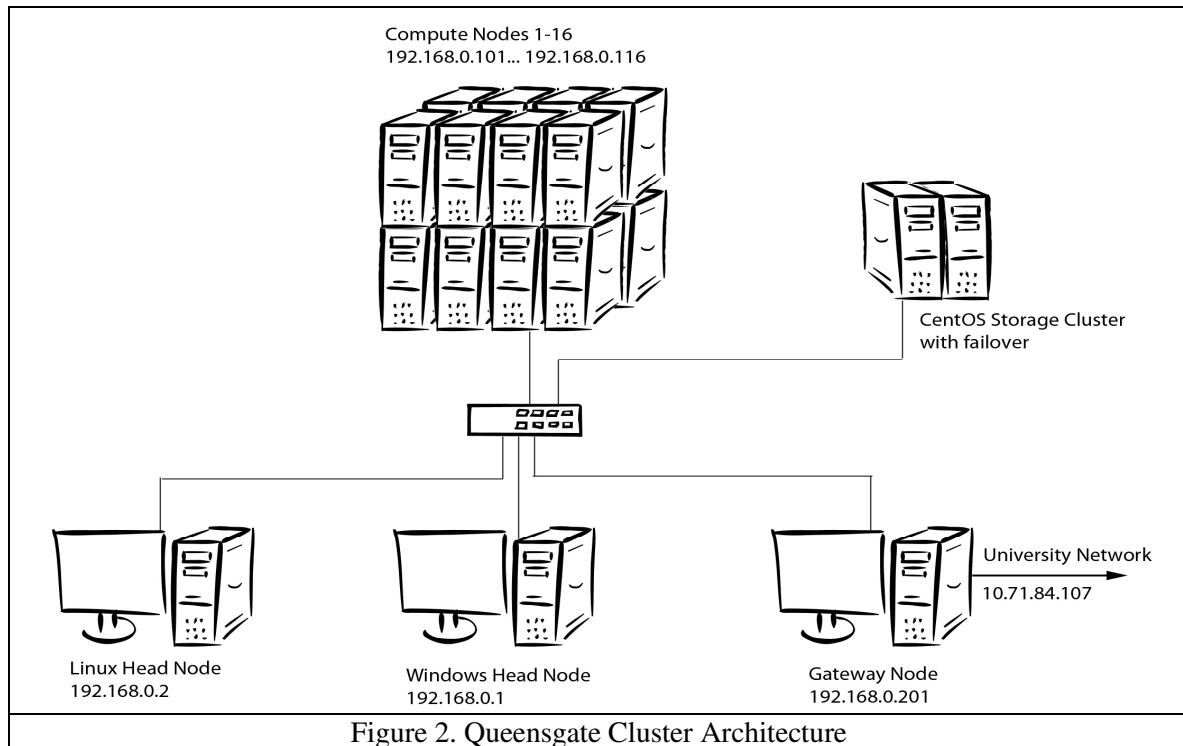 Compute Nodes 1-16
192.168.0.101... 192.168.0.116
CentOS Storage Cluster
with failover
University Network
10.71.84.107
Linux Head Node
192.168.0.2
Windows Head Node
192.168.0.1
Gateway Node
192.168.0.201
Figure 2. Queensgate Cluster Architecture